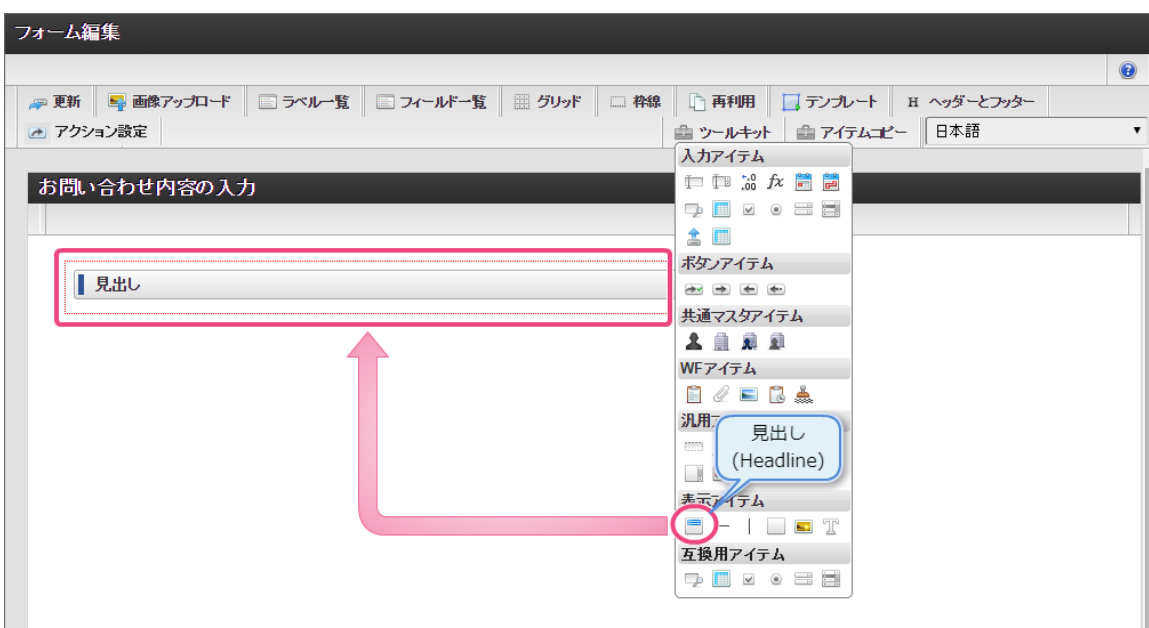 フォーム編集
更新 画像アップロード ラベル一覧 フィールド一覧 グリッド 枠線 再利用 テンプレート H ヘッダーとフッター
アクション設定 ツールキット アイテムコピー 日本語
入力アイテム
お問い合わせ内容の入力
ボタンアイテム
見出し
共通マスタアイテム
WFアイテム
汎用
見出し
(Headline)
表示アイテム
互換用アイテム